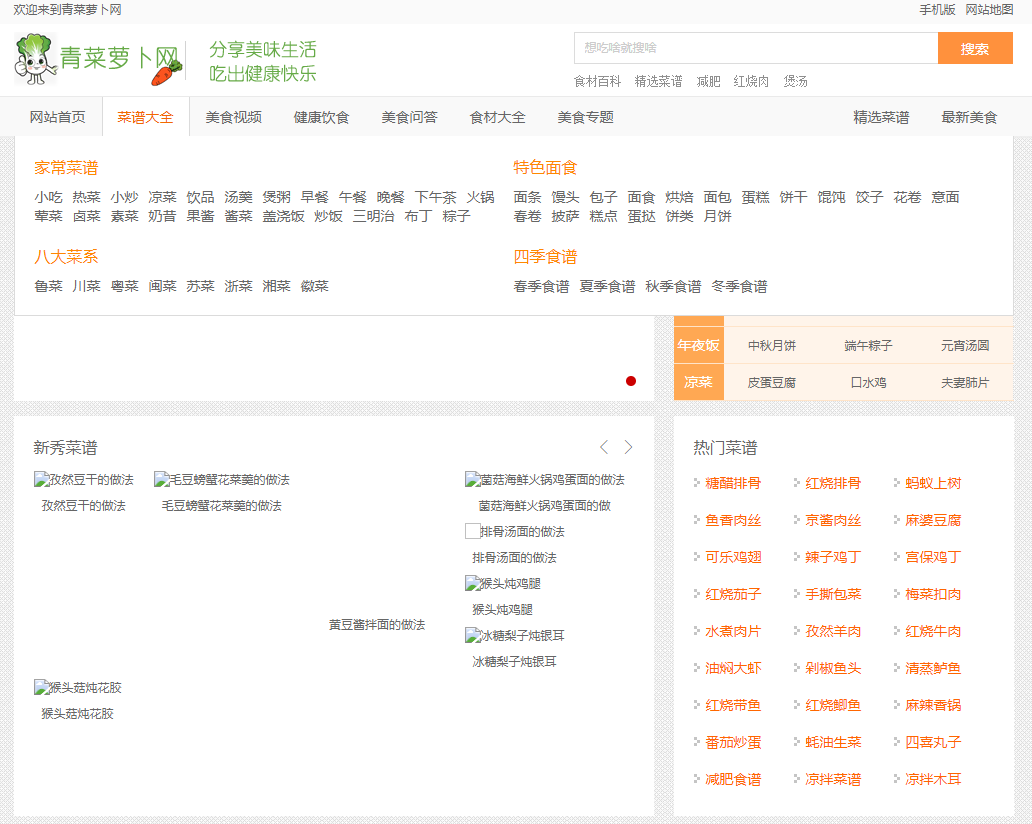 欢迎来到青菜萝卜网 手机版 网站地图
青菜萝卜网 分享美味生活
吃出健康快乐
想吃啥就搜啥 搜索
食材百科 精选菜谱 减肥 红烧肉 煲汤
网站首页 菜谱大全 美食视频 健康饮食 美食问答 食材大全 美食专题 精选菜谱 最新美食
家常菜谱
小吃 热菜 小炒 凉菜 饮品 汤羹 煲粥 早餐 午餐 晚餐 下午茶 火锅
荤菜 卤菜 素菜 奶昔 果酱 酱菜 盖浇饭 炒饭 三明治 布丁 粽子
特色面食
面条 馒头 包子 面食 烘焙 面包 蛋糕 饼干 馄饨 饺子 花卷 意面
春卷 披萨 糕点 蛋挞 饼类 月饼
八大菜系
鲁菜 川菜 粤菜 闽菜 苏菜 浙菜 湘菜 徽菜
四季食谱
春季食谱 夏季食谱 秋季食谱 冬季食谱
年夜饭 中秋月饼 端午粽子 元宵汤圆
凉菜 皮蛋豆腐 口水鸡 夫妻肺片
新秀菜谱
孜然豆干的做法 毛豆螃蟹花菜羹的做法 菌菇海鲜火锅鸡蛋面的做法
孜然豆干的做法 毛豆螃蟹花菜羹的做法 菌菇海鲜火锅鸡蛋面的做
排骨汤面的做法
排骨汤面的做法
猴头炖鸡腿
猴头炖鸡腿
黄豆酱拌面的做法
冰糖梨子炖银耳
冰糖梨子炖银耳
猴头菇炖花胶
猴头菇炖花胶
热门菜谱
糖醋排骨 红烧排骨 蚂蚁上树
鱼香肉丝 京酱肉丝 麻婆豆腐
可乐鸡翅 辣子鸡丁 宫保鸡丁
红烧茄子 手撕包菜 梅菜扣肉
水煮肉片 孜然羊肉 红烧牛肉
油焖大虾 剁椒鱼头 清蒸鲈鱼
红烧带鱼 红烧鲫鱼 麻辣香锅
番茄炒蛋 蚝油生菜 四喜丸子
减肥食谱 凉拌菜谱 凉拌木耳